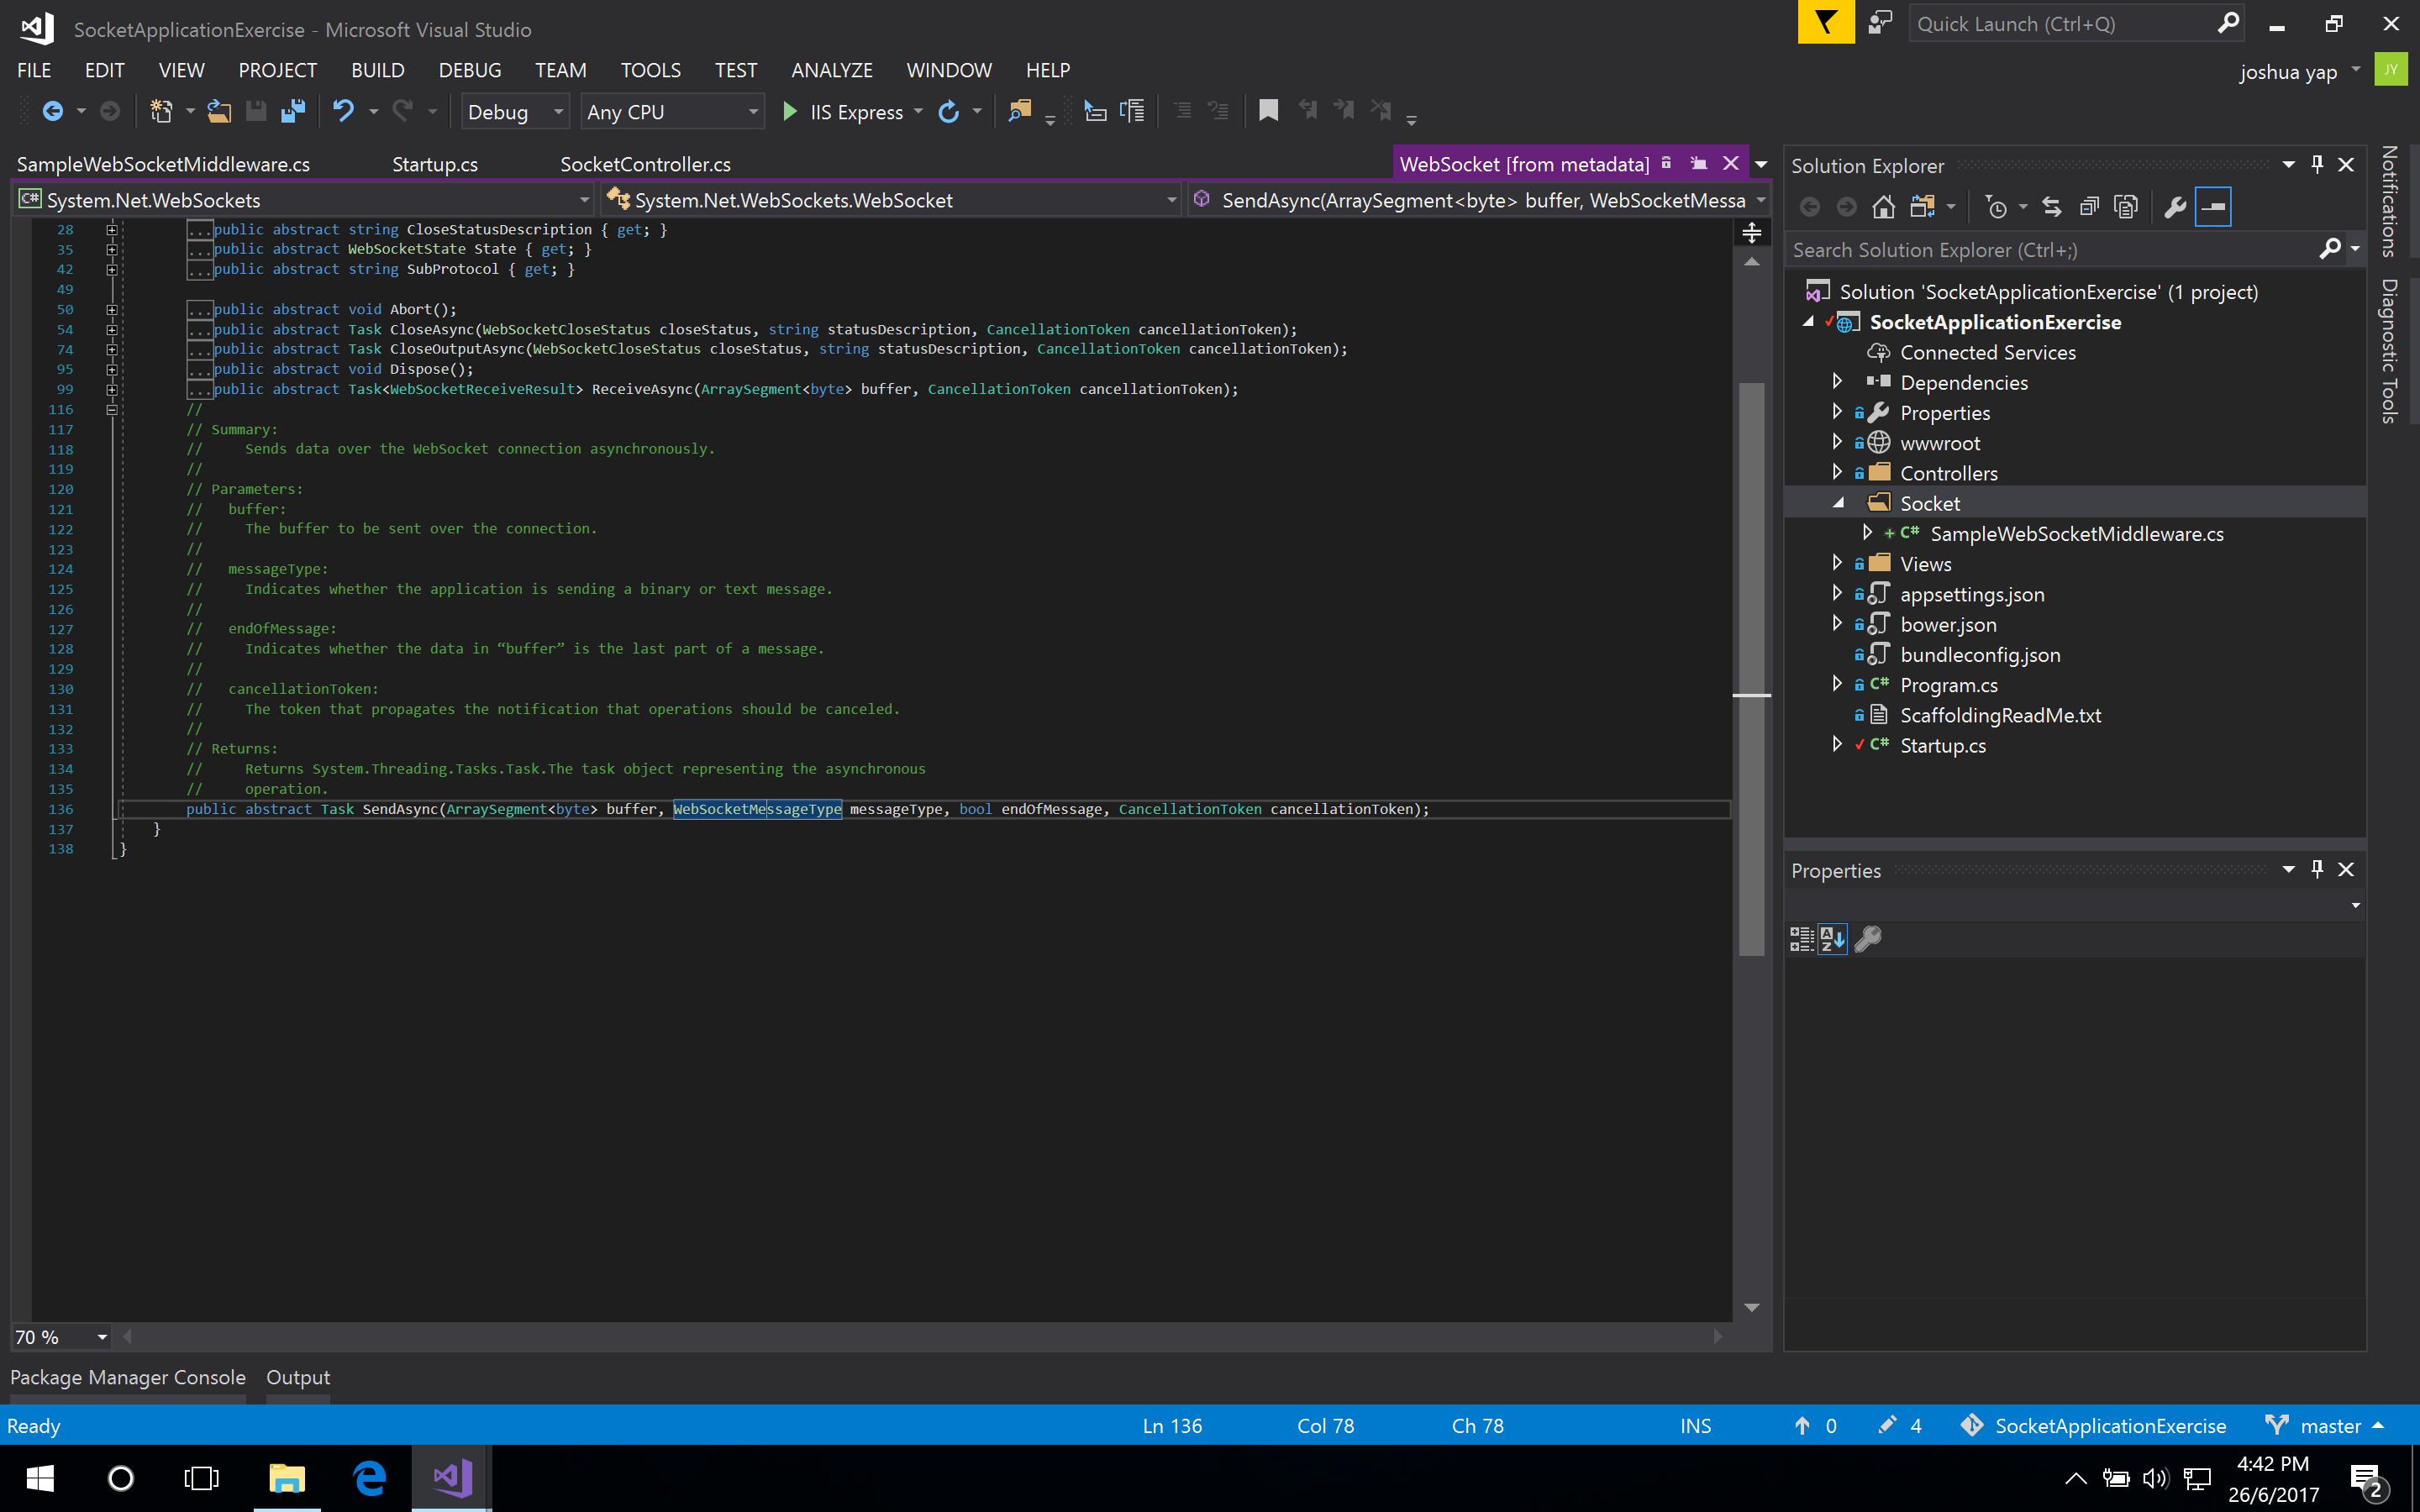 SocketApplicationExercise - Microsoft Visual Studio
Quick Launch (Ctrl+Q)
FILE EDIT VIEW PROJECT BUILD DEBUG TEAM TOOLS TEST ANALYZE WINDOW HELP
joshua yap JY
Debug Any CPU IIS Express
SampleWebSocketMiddleware.cs Startup.cs SocketController.cs WebSocket [from metadata]
C# System.Net.WebSockets System.Net.WebSockets.WebSocket SendAsync(ArraySegment<byte> buffer, WebSocketMessa
28 ...public abstract string CloseStatusDescription { get; }
35 ...public abstract WebSocketState State { get; }
42 ...public abstract string SubProtocol { get; }
49
50 ...public abstract void Abort();
54 ...public abstract Task CloseAsync(WebSocketCloseStatus closeStatus, string statusDescription, CancellationToken cancellationToken);
74 ...public abstract Task CloseOutputAsync(WebSocketCloseStatus closeStatus, string statusDescription, CancellationToken cancellationToken);
95 ...public abstract void Dispose();
99 ...public abstract Task<WebSocketReceiveResult> ReceiveAsync(ArraySegment<byte> buffer, CancellationToken cancellationToken);
116 //
117 // Summary:
118 // Sends data over the WebSocket connection asynchronously.
119 //
120 // Parameters:
121 // buffer:
122 // The buffer to be sent over the connection.
123 //
124 // messageType:
125 // Indicates whether the application is sending a binary or text message.
126 //
127 // endOfMessage:
128 // Indicates whether the data in “buffer” is the last part of a message.
129 //
130 // cancellationToken:
131 // The token that propagates the notification that operations should be canceled.
132 //
133 // Returns:
134 // Returns System.Threading.Tasks.Task.The task object representing the asynchronous
135 // operation.
136 public abstract Task SendAsync(ArraySegment<byte> buffer, WebSocketMessageType messageType, bool endOfMessage, CancellationToken cancellationToken);
137 }
138 }
70 %
Package Manager Console Output
Solution Explorer
Search Solution Explorer (Ctrl+;)
Solution 'SocketApplicationExercise' (1 project)
SocketApplicationExercise
Connected Services
Dependencies
Properties
wwwroot
Controllers
Socket
C# SampleWebSocketMiddleware.cs
Views
appsettings.json
bower.json
bundleconfig.json
C# Program.cs
ScaffoldingReadMe.txt
C# Startup.cs
Properties
Notifications
Diagnostic Tools
Ready Ln 136 Col 78 Ch 78 INS 0 4 SocketApplicationExercise master
4:42 PM
26/6/2017
2